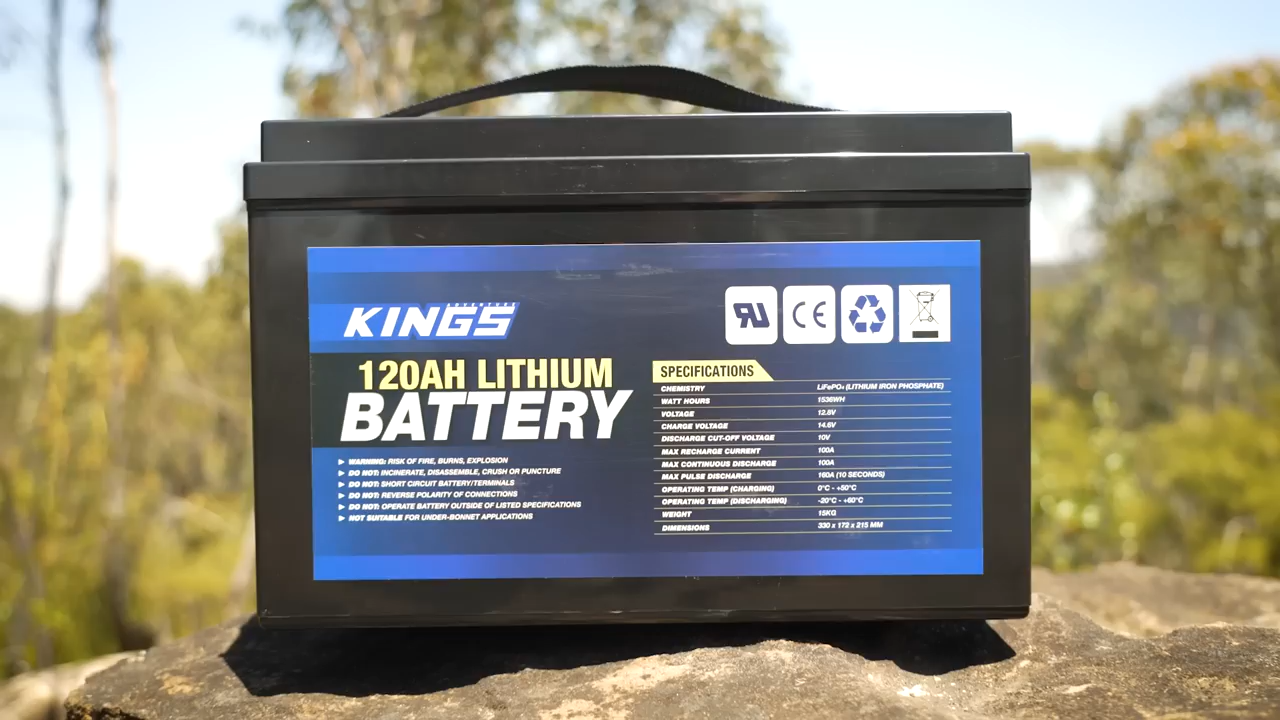 ADVENTURE
KINGS
120AH LITHIUM
BATTERY
► WARNING: RISK OF FIRE, BURNS, EXPLOSION
► DO NOT: INCINERATE, DISASSEMBLE, CRUSH OR PUNCTURE
► DO NOT: SHORT CIRCUIT BATTERY/TERMINALS
► DO NOT: REVERSE POLARITY OF CONNECTIONS
► DO NOT: OPERATE BATTERY OUTSIDE OF LISTED SPECIFICATIONS
► NOT SUITABLE FOR UNDER-BONNET APPLICATIONS
CE
SPECIFICATIONS
CHEMISTRY LiFePO₄ (LITHIUM IRON PHOSPHATE)
WATT HOURS 1536WH
VOLTAGE 12.8V
CHARGE VOLTAGE 14.6V
DISCHARGE CUT-OFF VOLTAGE 10V
MAX RECHARGE CURRENT 100A
MAX CONTINUOUS DISCHARGE 100A
MAX PULSE DISCHARGE 160A (10 SECONDS)
OPERATING TEMP (CHARGING) 0°C - +50°C
OPERATING TEMP (DISCHARGING) -20°C - +60°C
WEIGHT 15KG
DIMENSIONS 330 x 172 x 215 MM